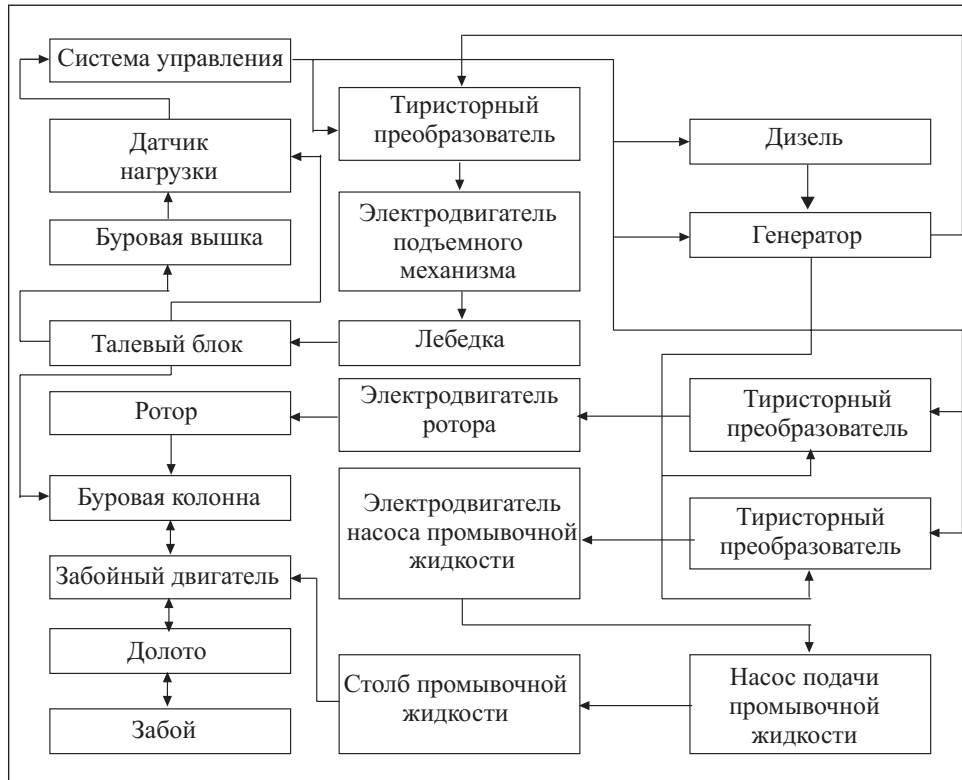 Система управления
Тиристорный
преобразователь
Датчик
нагрузки
Дизель
Электродвигатель
подъемного
механизма
Буровая вышка
Генератор
Талевый блок
Лебедка
Ротор
Электродвигатель
ротора
Тиристорный
преобразователь
Буровая колонна
Электродвигатель
насоса промывочной
жидкости
Тиристорный
преобразователь
Забойный двигатель
Долото
Столб промывочной
жидкости
Насос подачи
промывочной
жидкости
Забой